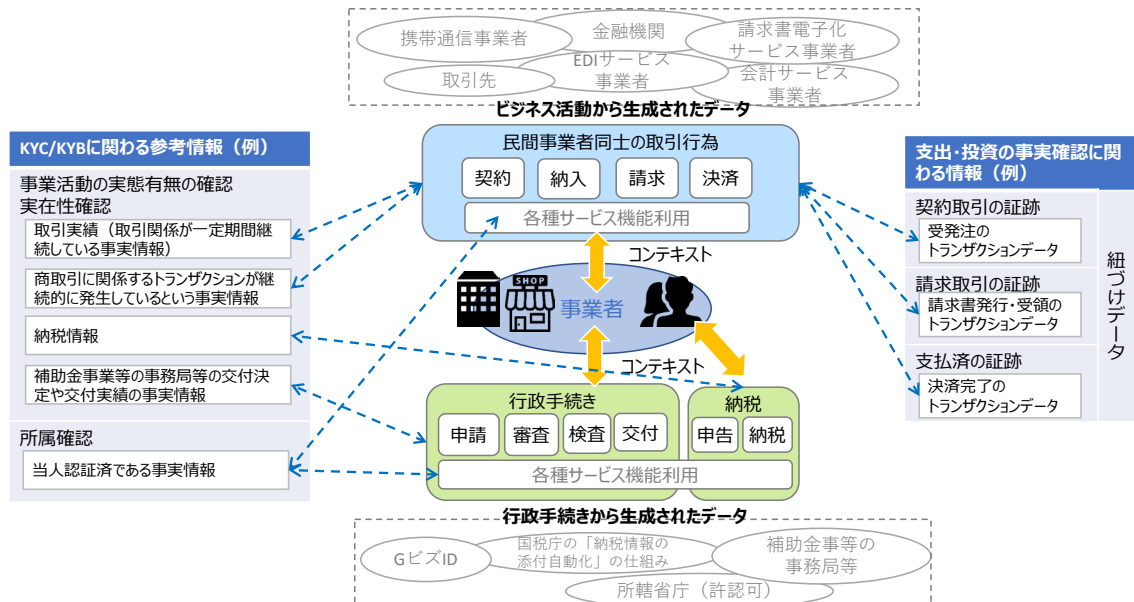 携帯通信事業者
金融機関
請求書電子化
サービス事業者
取引先
EDIサービス
事業者
会計サービス
事業者
ビジネス活動から生成されたデータ
KYC/KYBに関わる参考情報（例）
事業活動の実態有無の確認
実在性確認
取引実績（取引関係が一定期間継
続している事実情報）
商取引に関係するトランザクションが継
続的に発生しているという事実情報
納税情報
補助金事業等の事務局等の交付決
定や交付実績の事実情報
所属確認
当人認証済である事実情報
民間事業者同士の取引行為
契約
納入
請求
決済
各種サービス機能利用
コンテキスト
SHOP
事業者
コンテキスト
行政手続き
申請
審査
検査
交付
納税
申告
納税
各種サービス機能利用
行政手続きから生成されたデータ
GビズID
国税庁の「納税情報の
添付自動化」の仕組み
補助金事等の
事務局等
所轄省庁（許認可）
支出・投資の事実確認に関
わる情報（例）
契約取引の証跡
受発注の
トランザクションデータ
請求取引の証跡
請求書発行・受領の
トランザクションデータ
支払済の証跡
決済完了の
トランザクションデータ
紐づけデータ